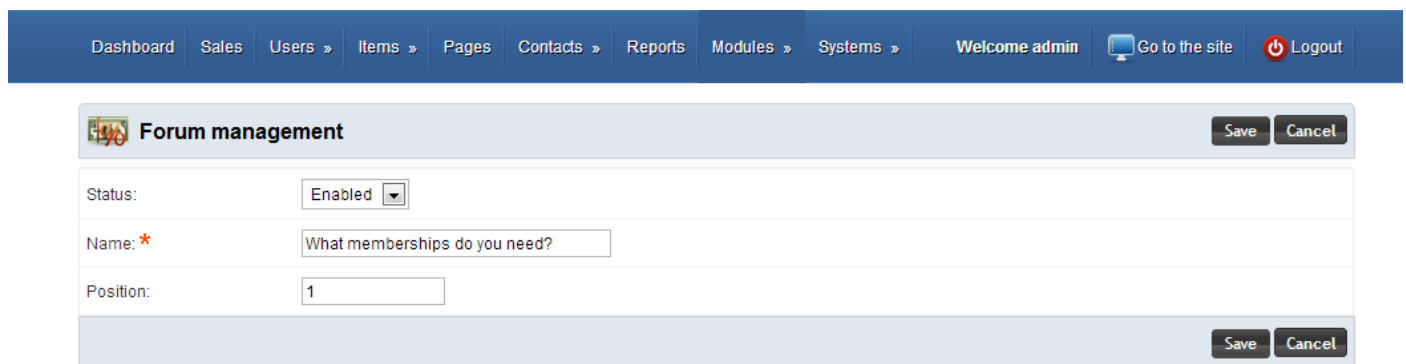 Dashboard Sales Users » Items » Pages Contacts » Reports Modules » Systems » Welcome admin Go to the site Logout
Forum management Save Cancel
Status: Enabled
Name: * What memberships do you need?
Position: 1
Save Cancel